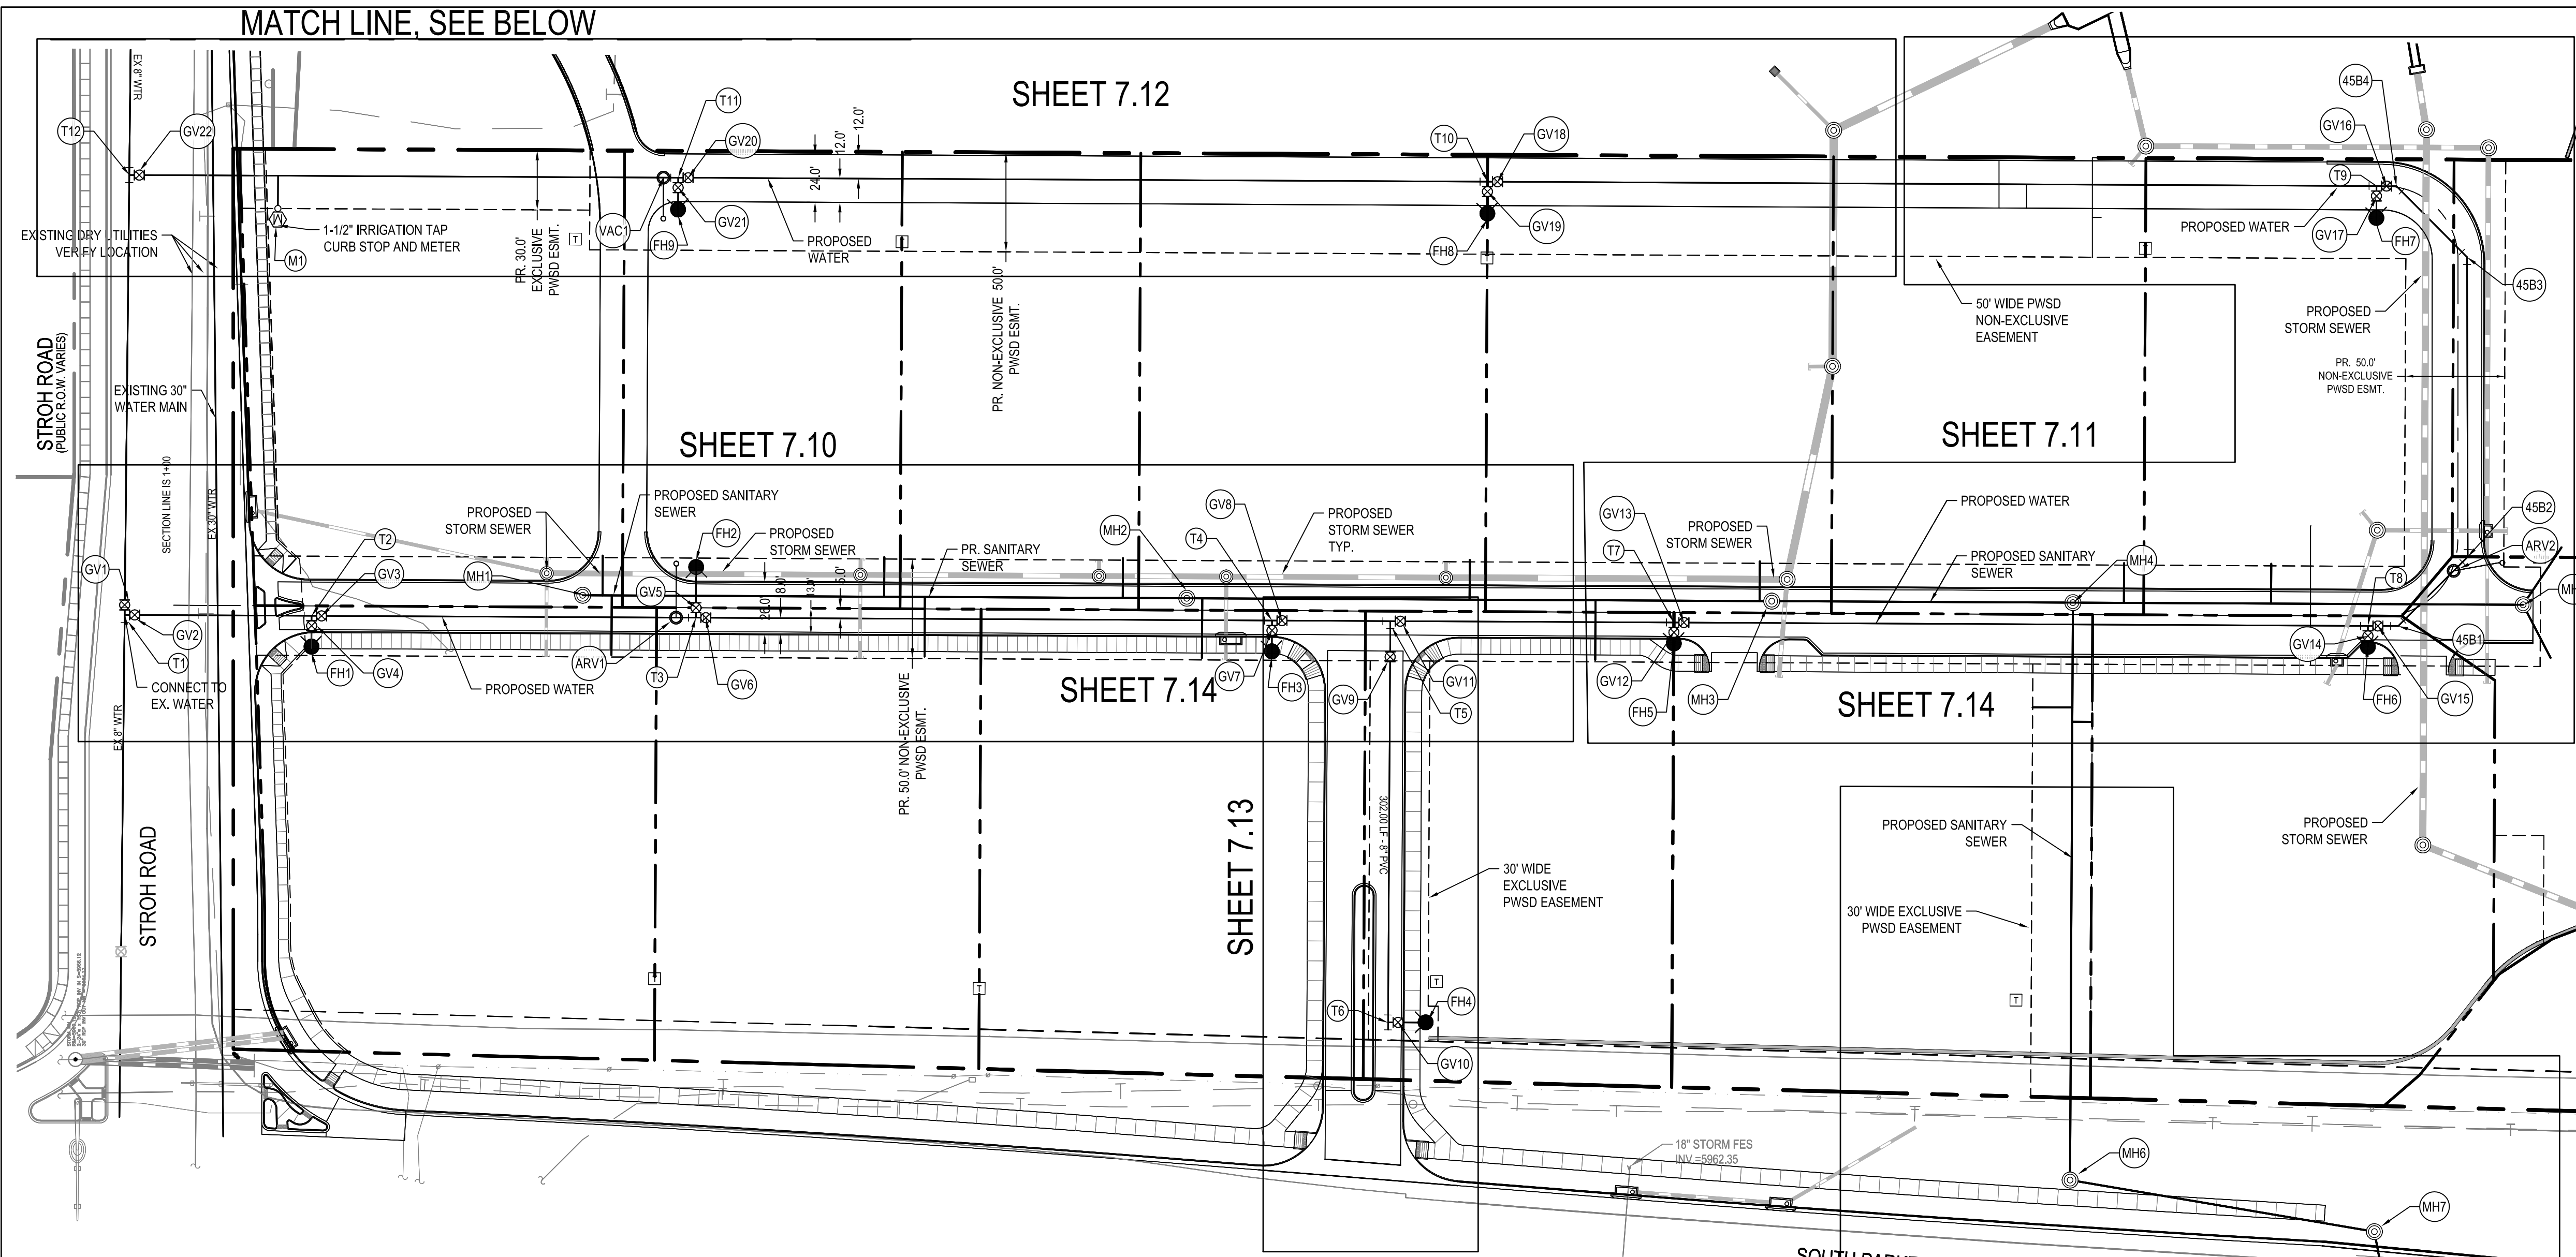 MATCH LINE, SEE BELOW
SHEET 7.12
EX 8" WTR
T12
GV22
T11
GV20
12.0'
12.0'
24.0'
T10
GV18
45B4
GV16
T9
EXISTING DRY UTILITIES
VERIFY LOCATION
1-1/2" IRRIGATION TAP
CURB STOP AND METER
M
M1
VAC1
FH9
GV21
PROPOSED
WATER
FH8
GV19
PROPOSED WATER
GV17
FH7
45B3
PR. 30.0'
EXCLUSIVE
PWSD ESMT.
T
PR. NON-EXCLUSIVE 50.0'
PWSD ESMT.
50' WIDE PWSD
NON-EXCLUSIVE
EASEMENT
PROPOSED
STORM SEWER
PR. 50.0'
NON-EXCLUSIVE
PWSD ESMT.
STROH ROAD
(PUBLIC R.O.W. VARIES)
EXISTING 30"
WATER MAIN
SECTION LINE IS 1+00
EX 30" WTR
SHEET 7.10
SHEET 7.11
PROPOSED
STORM SEWER
PROPOSED SANITARY
SEWER
FH2
PROPOSED
STORM SEWER
PR. SANITARY
SEWER
MH2
T4
GV8
PROPOSED
STORM SEWER
TYP.
GV13
T7
PROPOSED
STORM SEWER
PROPOSED WATER
PROPOSED SANITARY
SEWER
MH4
45B2
ARV2
T8
GV1
T2
GV3
MH1
GV5
26.0'
8.0'
5.0'
GV2
T1
CONNECT TO
EX. WATER
EX 8" WTR
FH1
GV4
PROPOSED WATER
ARV1
T3
GV6
PR. 50.0' NON-EXCLUSIVE
PWSD ESMT.
SHEET 7.14
GV7
FH3
GV9
GV11
T5
GV12
FH5
MH3
SHEET 7.14
GV14
45B1
FH6
GV15
STROH ROAD
SHEET 7.13
302.00 LF - 8" PVC
30' WIDE
EXCLUSIVE
PWSD EASEMENT
PROPOSED SANITARY
SEWER
30' WIDE EXCLUSIVE
PWSD EASEMENT
PROPOSED
STORM SEWER
T
T
T
T
T6
FH4
GV10
18" STORM FES
INV =5962.35
MH6
MH7